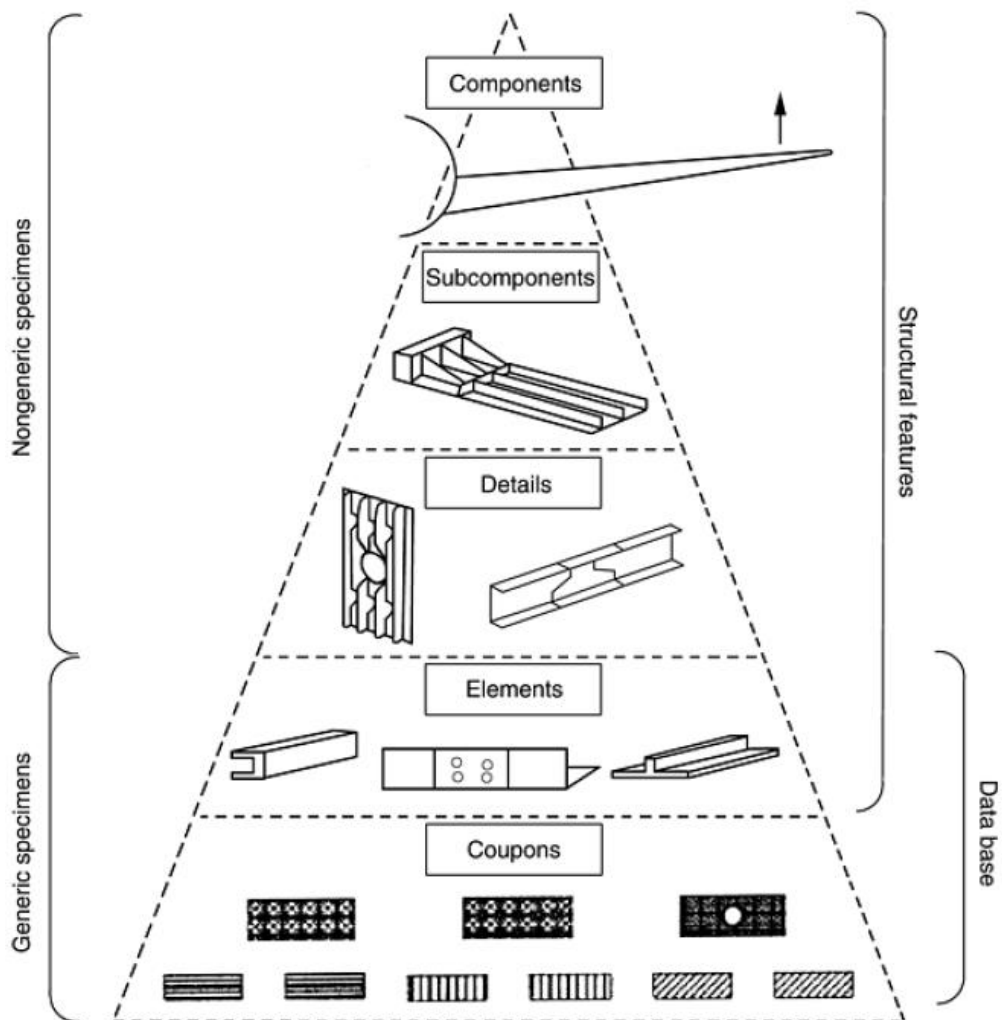 Components
Subcomponents
Nongeneric specimens
Structural features
Details
Elements
Generic specimens
Data base
Coupons